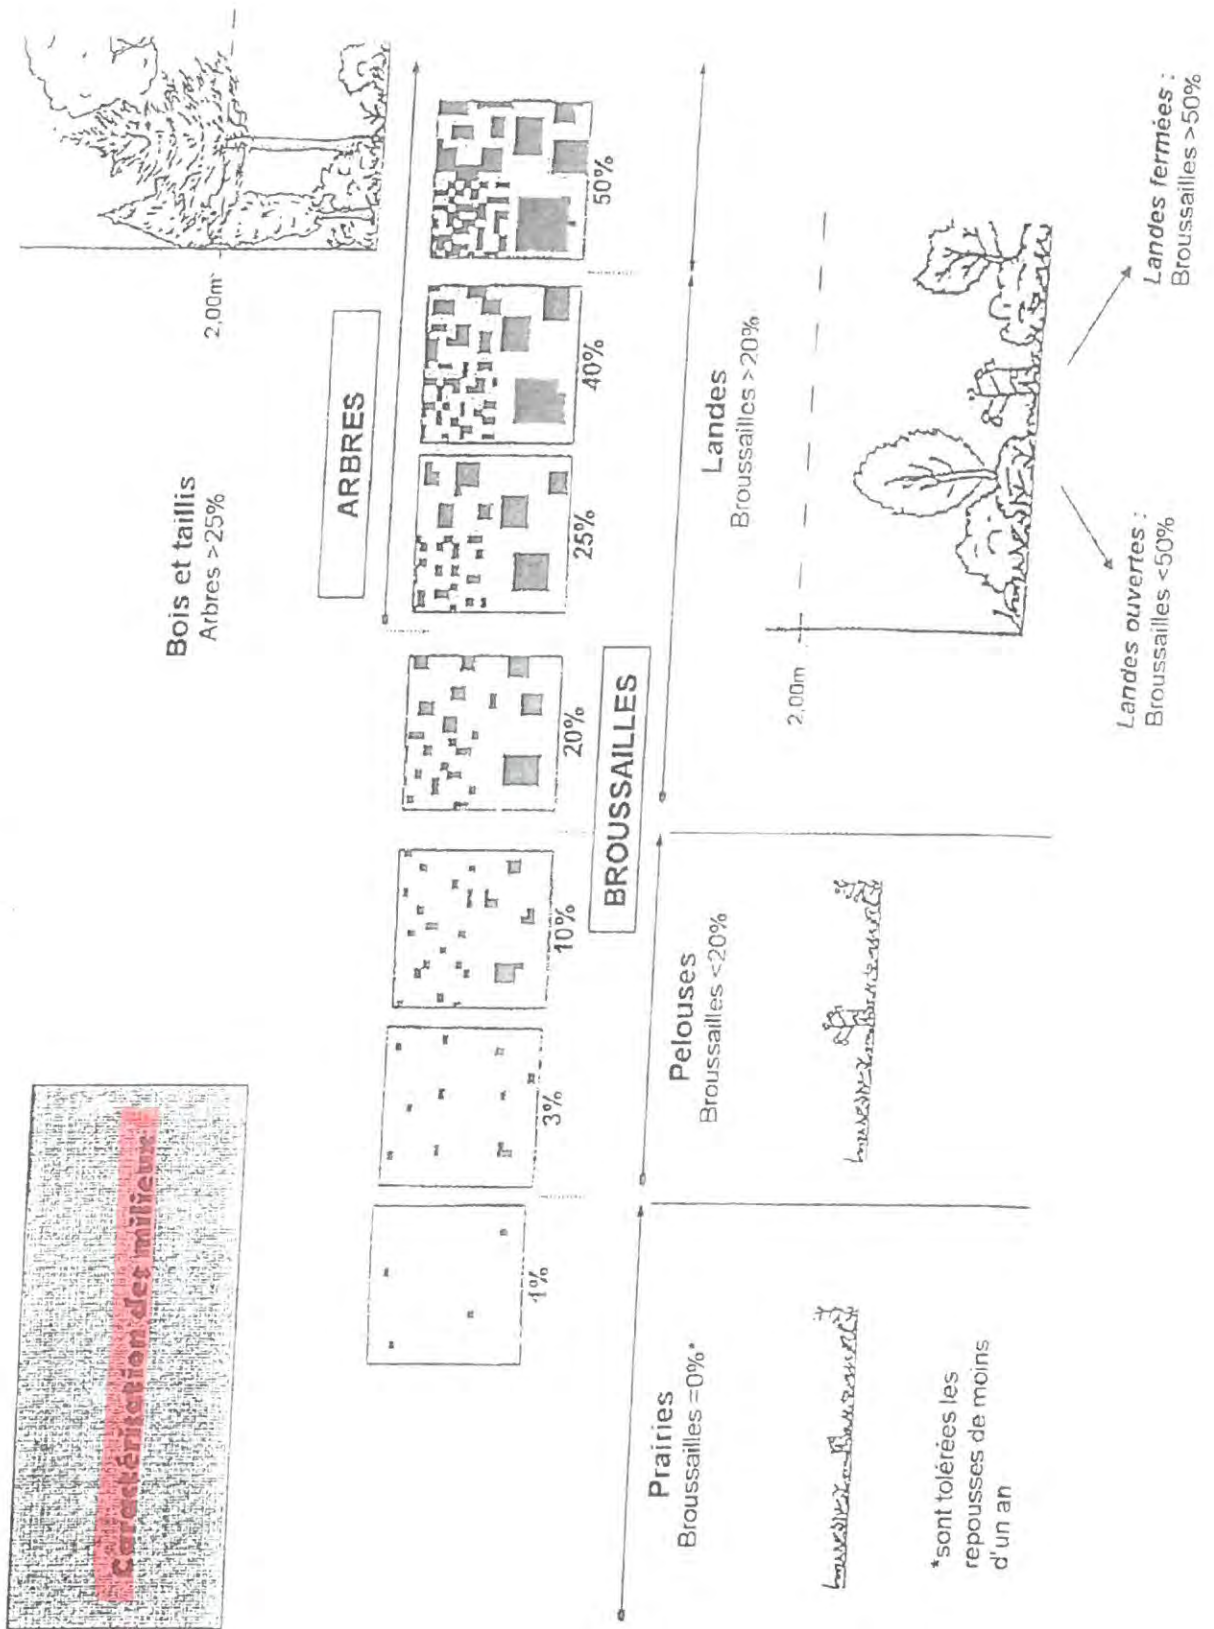 Caractéritation des milieux
Bois et taillis
Arbres >25%
2,00m
ARBRES
1%
3%
10%
20%
25%
40%
50%
BROUSSAILLES
Prairies
Broussailles =0%*
Pelouses
Broussailles <20%
Landes
Broussailles >20%
2,00m
*sont tolérées les
repousses de moins
d'un an
Landes ouvertes :
Broussailles <50%
Landes fermées :
Broussailles >50%